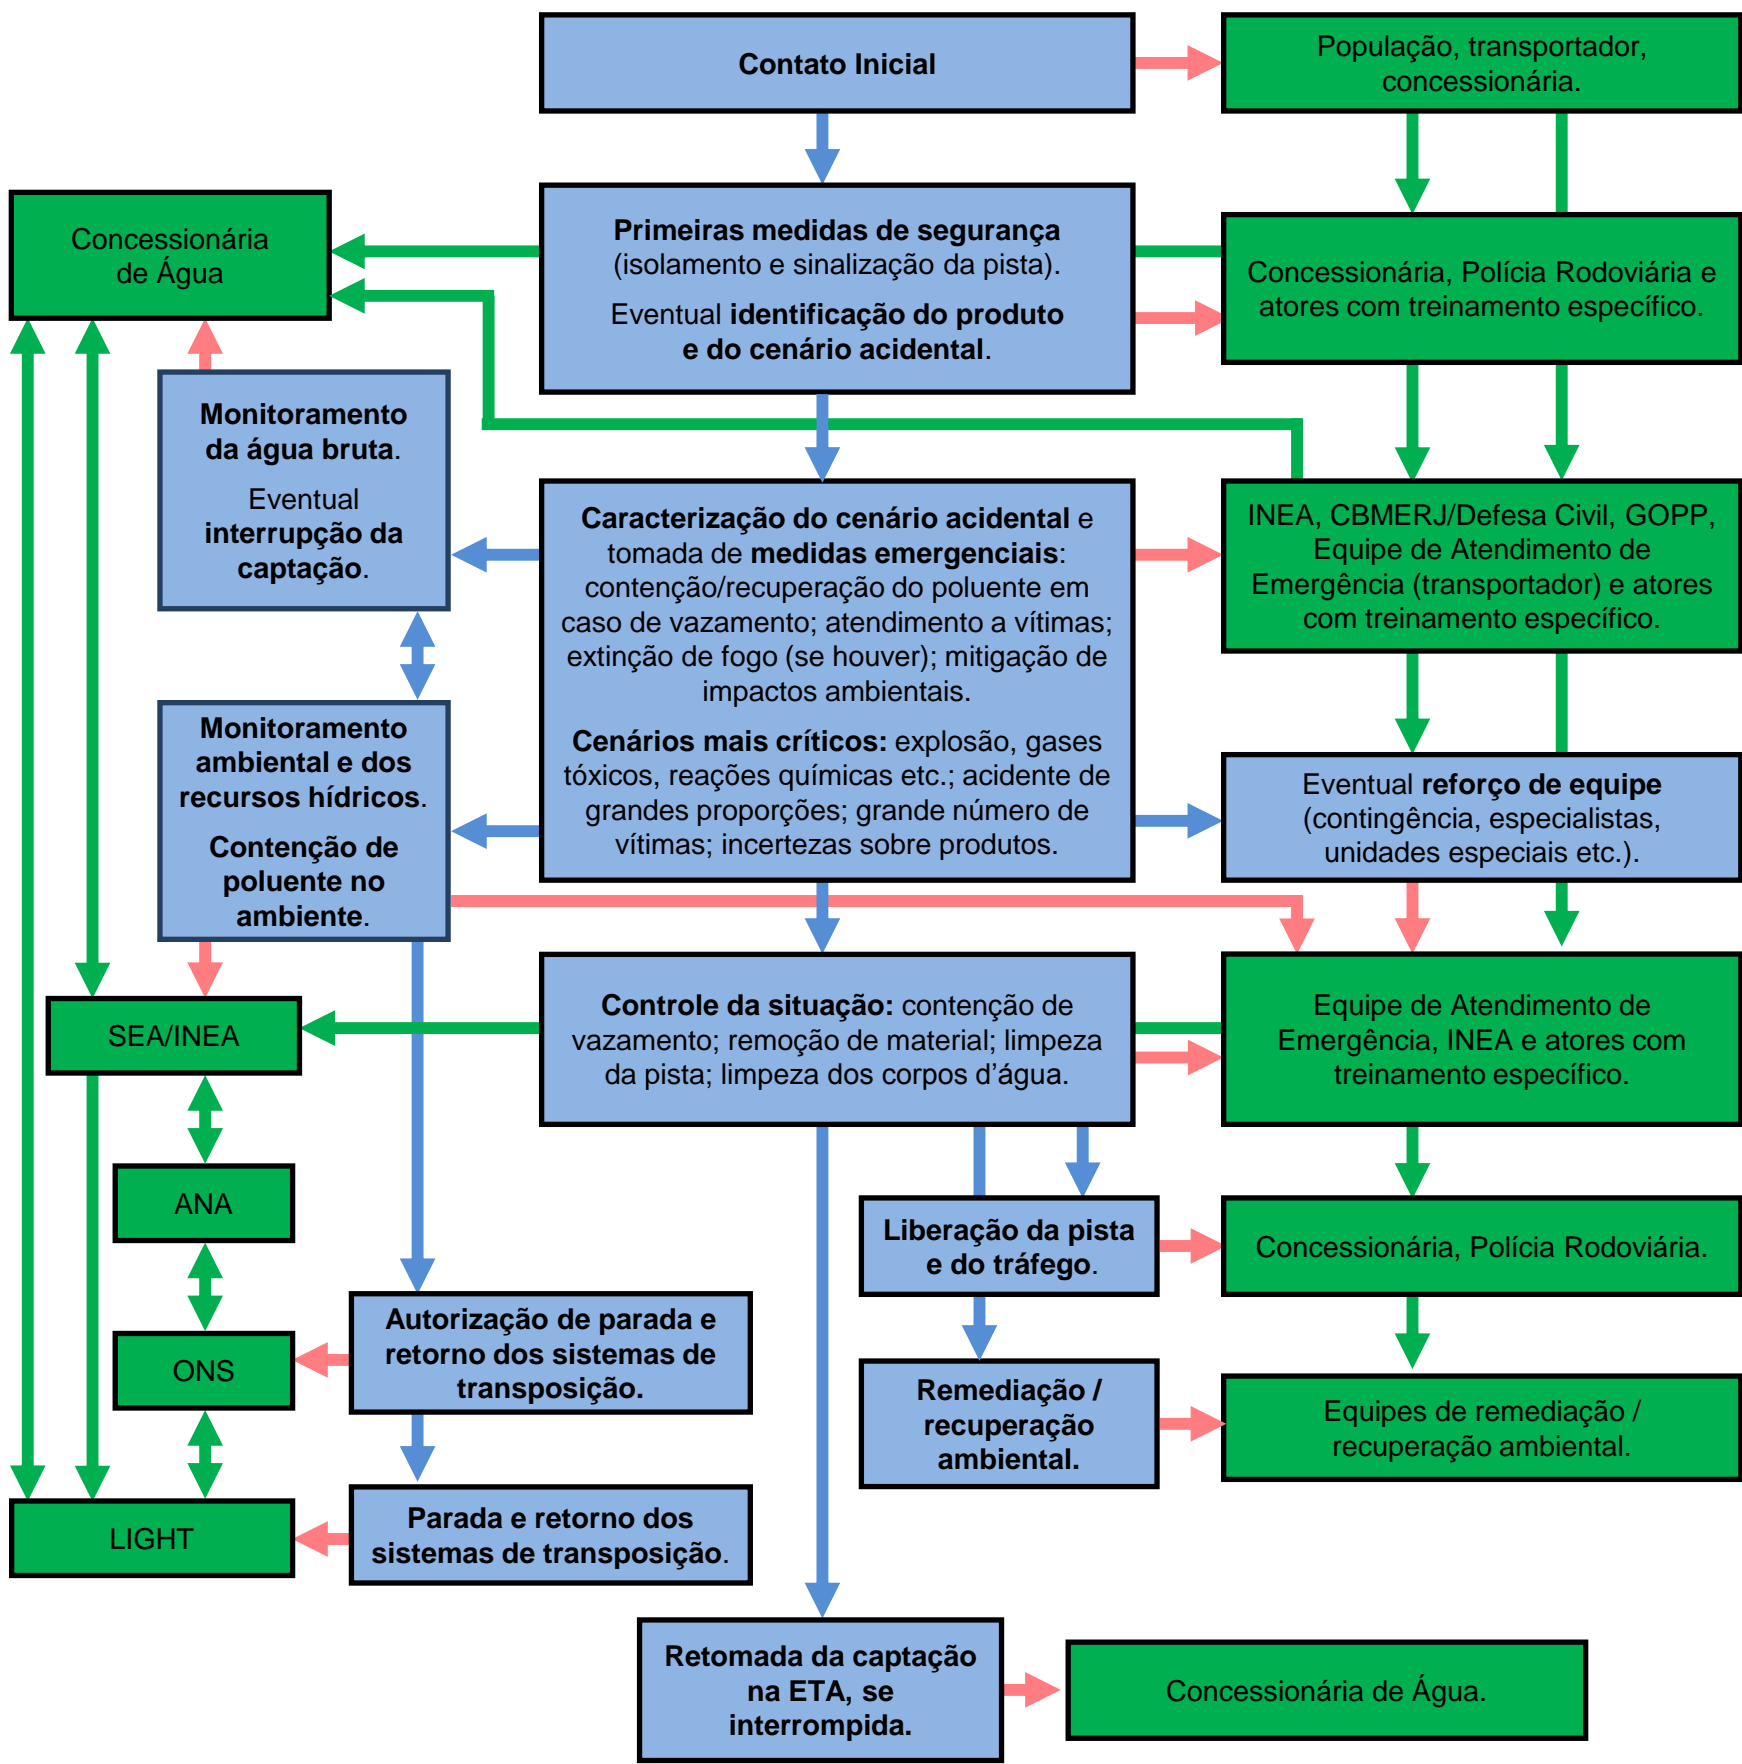 Contato Inicial
População, transportador,
concessionária.
Concessionária
de Água
Primeiras medidas de segurança
(isolamento e sinalização da pista).
Eventual identificação do produto
e do cenário acidental.
Concessionária, Polícia Rodoviária e
atores com treinamento específico.
Monitoramento
da água bruta.
Eventual
interrupção da
captação.
Caracterização do cenário acidental e
tomada de medidas emergenciais:
contenção/recuperação do poluente em
caso de vazamento; atendimento a vítimas;
extinção de fogo (se houver); mitigação de
impactos ambientais.
Cenários mais críticos: explosão, gases
tóxicos, reações químicas etc.; acidente de
grandes proporções; grande número de
vítimas; incertezas sobre produtos.
INEA, CBMERJ/Defesa Civil, GOPP,
Equipe de Atendimento de
Emergência (transportador) e atores
com treinamento específico.
Monitoramento
ambiental e dos
recursos hídricos.
Contenção de
poluente no
ambiente.
Eventual reforço de equipe
(contingência, especialistas,
unidades especiais etc.).
SEA/INEA
Controle da situação: contenção de
vazamento; remoção de material; limpeza
da pista; limpeza dos corpos d’água.
Equipe de Atendimento de
Emergência, INEA e atores com
treinamento específico.
ANA
Liberação da pista
e do tráfego.
Concessionária, Polícia Rodoviária.
ONS
Autorização de parada e
retorno dos sistemas de
transposição.
Remediação /
recuperação
ambiental.
Equipes de remediação /
recuperação ambiental.
LIGHT
Parada e retorno dos
sistemas de transposição.
Retomada da captação
na ETA, se
interrompida.
Concessionária de Água.